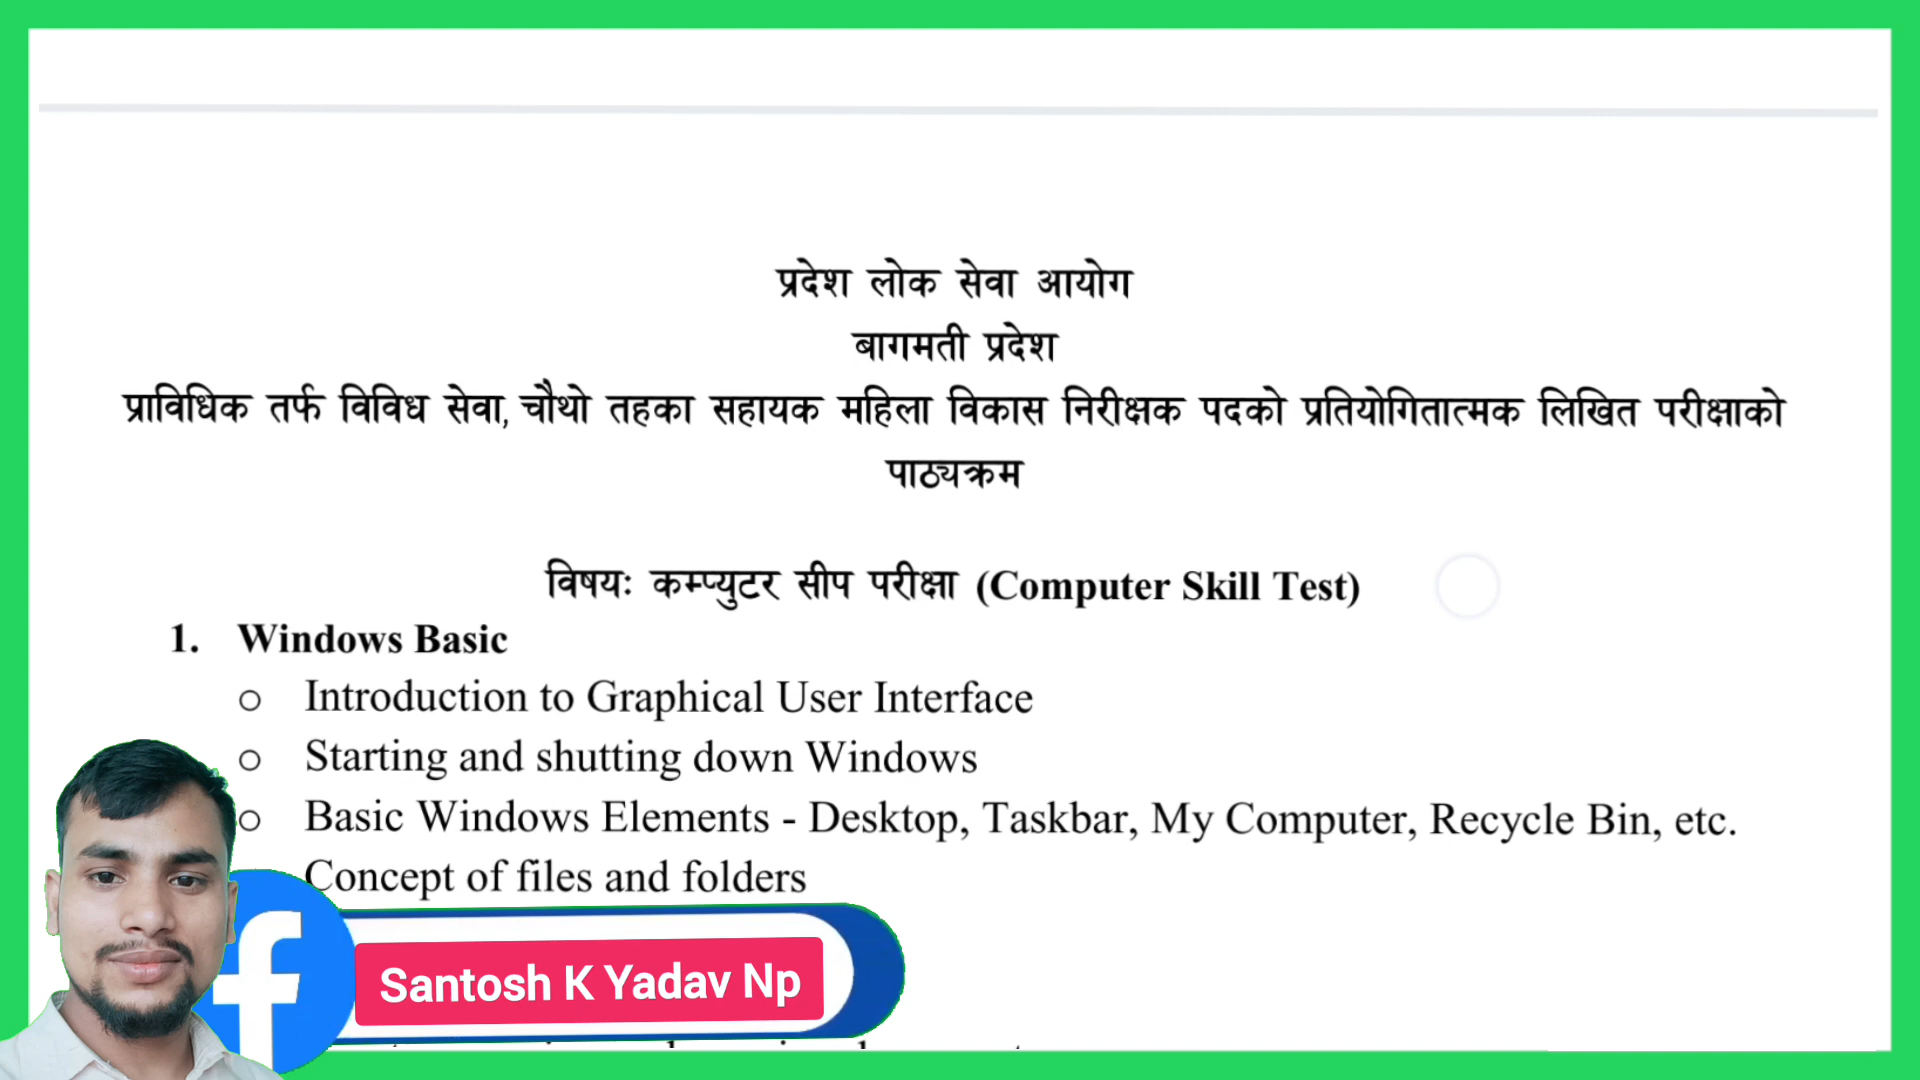 प्रदेश लोक सेवा आयोग
बागमती प्रदेश
प्राविधिक तर्फ विविध सेवा, चौथो तहका सहायक महिला विकास निरीक्षक पदको प्रतियोगितात्मक लिखित परीक्षाको
पाठ्यक्रम
विषयः कम्प्युटर सीप परीक्षा (Computer Skill Test)
1. Windows Basic
o Introduction to Graphical User Interface
o Starting and shutting down Windows
o Basic Windows Elements - Desktop, Taskbar, My Computer, Recycle Bin, etc.
Concept of files and folders
Santosh K Yadav Np